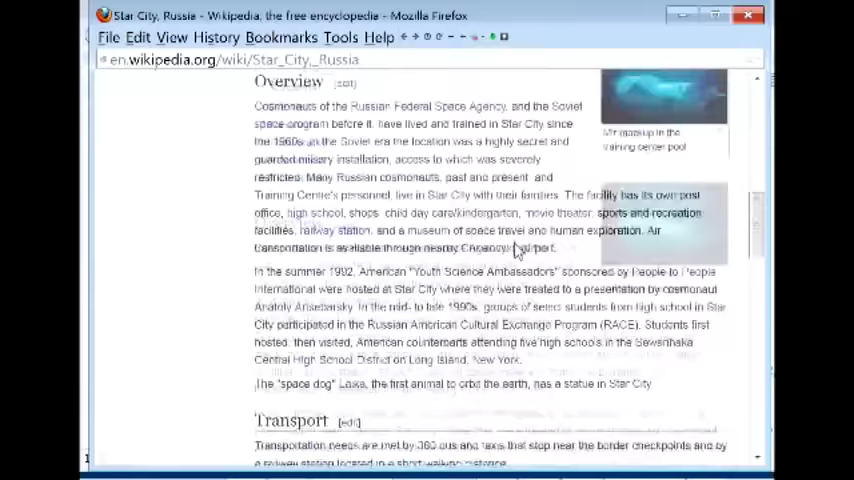 Star City, Russia - Wikipedia, the free encyclopedia - Mozilla Firefox
File Edit View History Bookmarks Tools Help
en.wikipedia.org/wiki/Star_City,_Russia
Overview [edit]
Cosmonauts of the Russian Federal Space Agency, and the Soviet
space program before it, have lived and trained in Star City since
the 1960s. In the Soviet era the location was a highly secret and
guarded military installation, access to which was severely
restricted. Many Russian cosmonauts, past and present, and
Training Centre's personnel, live in Star City with their families. The facility has its own post
office, high school, shops, child day care/kindergarten, movie theater, sports and recreation
facilities, railway station, and a museum of space travel and human exploration. Air
transportation is available through nearby airport.
Mir mockup in the
training center pool
In the summer 1992, American "Youth Science Ambassadors" sponsored by People to People
International were hosted at Star City where they were treated to a presentation by cosmonaut
Anatoly Artsebarsky. In the mid- to late 1990s, groups of select students from high school in Star
City participated in the Russian American Cultural Exchange Program (RACE). Students first
hosted, then visited, American counterparts attending five high schools in the Sewanhaka
Central High School District on Long Island, New York.
The "space dog" Laika, the first animal to orbit the earth, has a statue in Star City
Transport [edit]
Transportation needs are met by 380 bus and taxis that stop near the border checkpoints and by
a railway station located in a short walking distance.